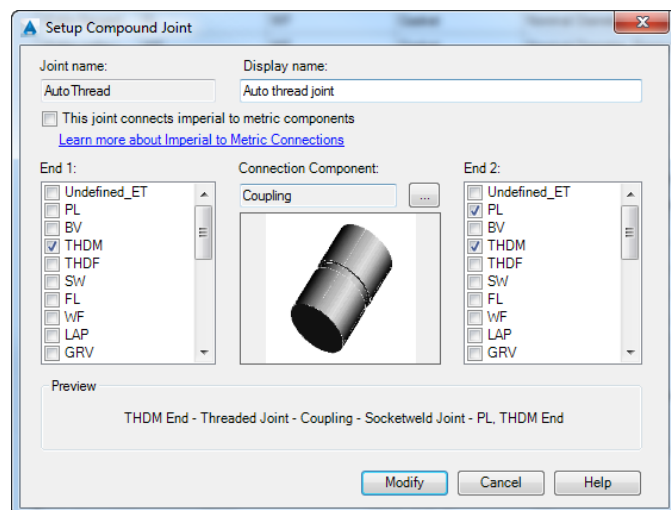 Setup Compound Joint
Joint name:
Display name:
AutoThread
Auto thread joint
This joint connects imperial to metric components
Learn more about Imperial to Metric Connections
End 1:
Connection Component:
End 2:
Undefined_ET
PL
BV
THDM
THDF
SW
FL
WF
LAP
GRV
Coupling
...
Undefined_ET
PL
BV
THDM
THDF
SW
FL
WF
LAP
GRV
Preview
THDM End - Threaded Joint - Coupling - Socketweld Joint - PL, THDM End
Modify
Cancel
Help